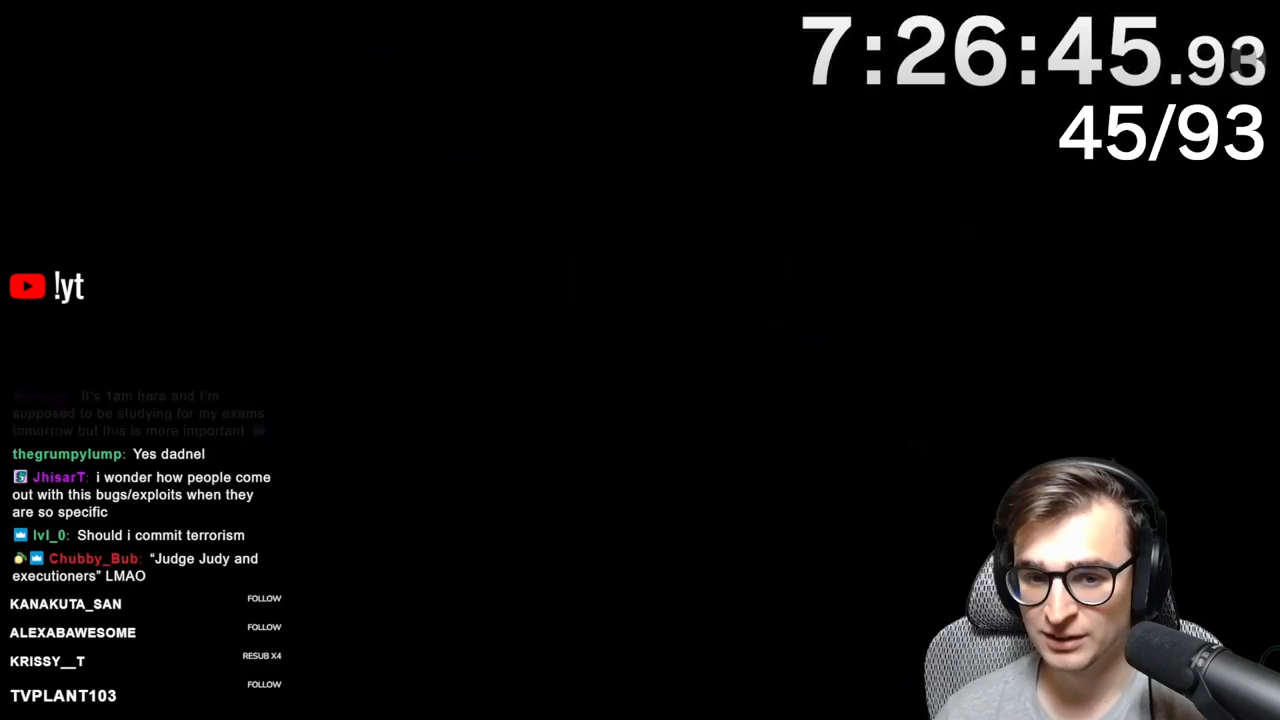 7:26:45.93
45/93
!yt
It's 1am here and I'm
supposed to be studying for my exams
tomorrow but this is more important
thegrumpylump: Yes dadnel
JhisarT: i wonder how people come
out with this bugs/exploits when they
are so specific
lvl_0: Should i commit terrorism
Chubby_Bub: “Judge Judy and
executioners” LMAO
KANAKUTA_SAN FOLLOW
ALEXABAWESOME FOLLOW
KRISSY__T RESUB X4
TVPLANT103 FOLLOW